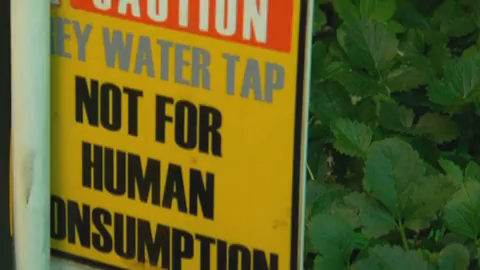 CAUTION
REY WATER TAP
NOT FOR
HUMAN
ONSUMPTION